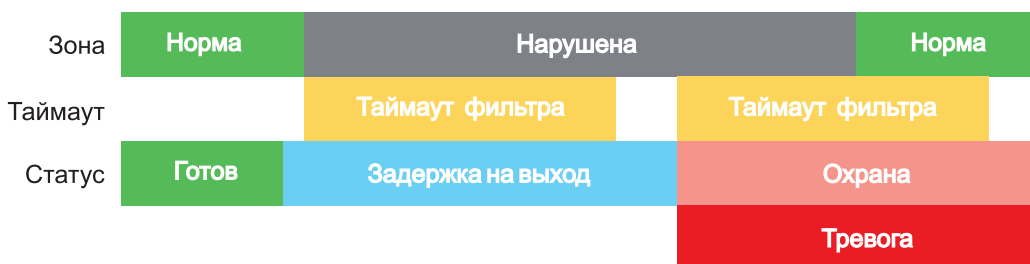 Зона Норма Нарушена Норма
Таймаут Таймаут фильтра Таймаут фильтра
Статус Готов Задержка на выход Охрана
Тревога